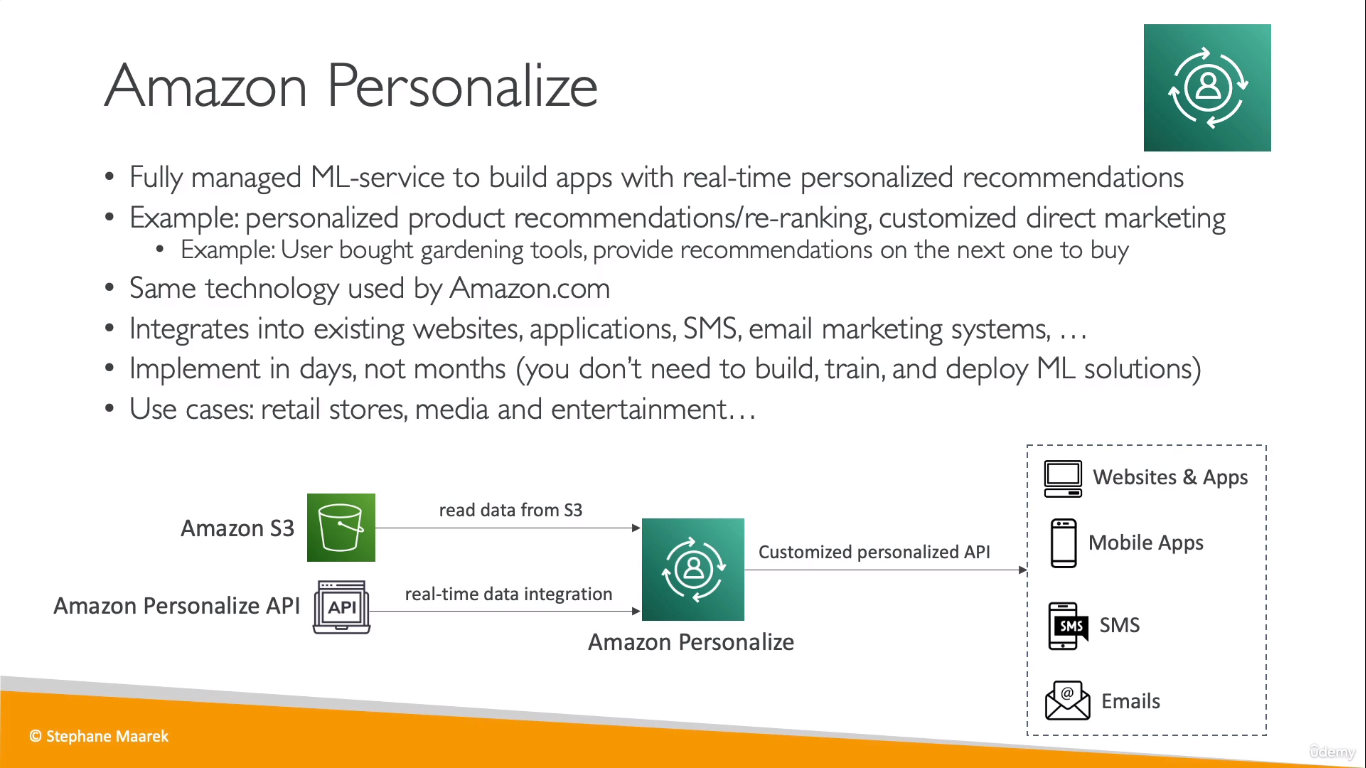 Amazon Personalize
• Fully managed ML-service to build apps with real-time personalized recommendations
• Example: personalized product recommendations/re-ranking, customized direct marketing
• Example: User bought gardening tools, provide recommendations on the next one to buy
• Same technology used by Amazon.com
• Integrates into existing websites, applications, SMS, email marketing systems, …
• Implement in days, not months (you don't need to build, train, and deploy ML solutions)
• Use cases: retail stores, media and entertainment…
Amazon S3
read data from S3
Amazon Personalize API
API
real-time data integration
Amazon Personalize
Customized personalized API
Websites & Apps
Mobile Apps
SMS
SMS
@
Emails
© Stephane Maarek
ûdemy